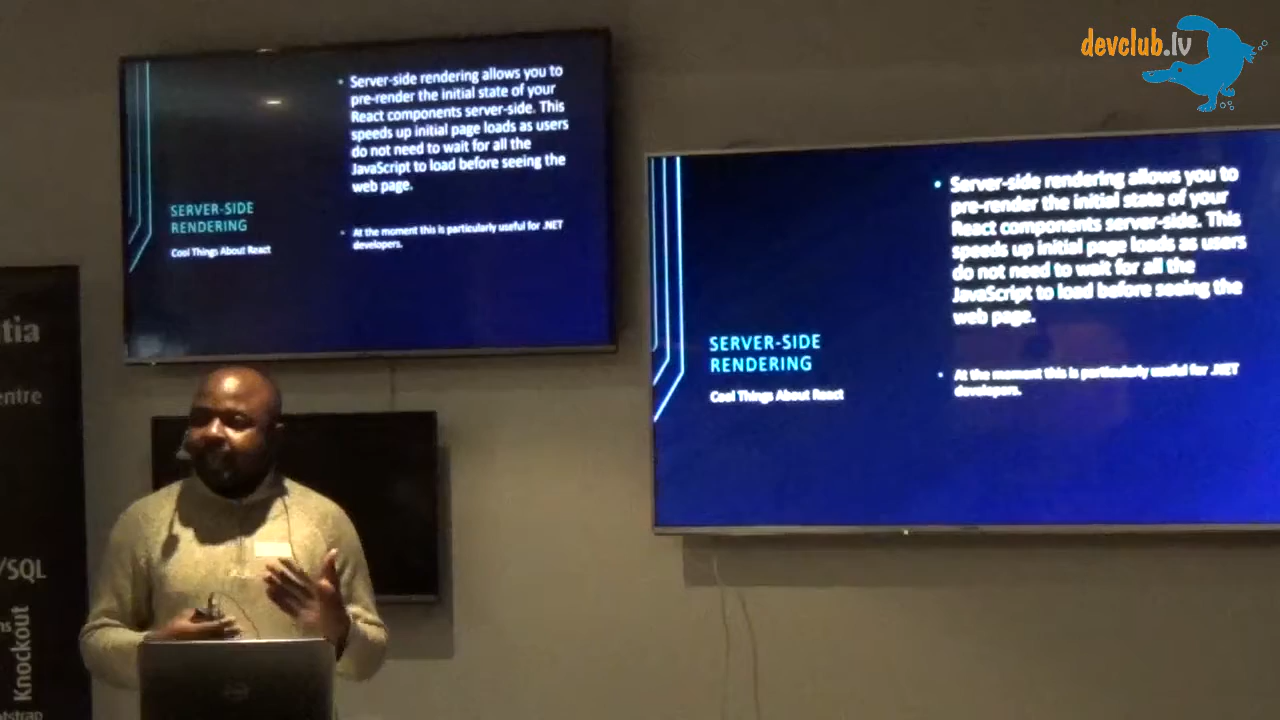 devclub.lv
Server-side rendering allows you to
pre-render the initial state of your
React components server-side. This
speeds up initial page loads as users
do not need to wait for all the
JavaScript to load before seeing the
web page.
SERVER-SIDE
RENDERING
Cool Things About React
At the moment this is particularly useful for .NET
developers.
Server-side rendering allows you to
pre-render the initial state of your
React components server-side. This
speeds up initial page loads as users
do not need to wait for all the
JavaScript to load before seeing the
web page.
SERVER-SIDE
RENDERING
Cool Things About React
At the moment this is particularly useful for .NET
developers.
tia
entre
/SQL
ns
Knockout
tstrap